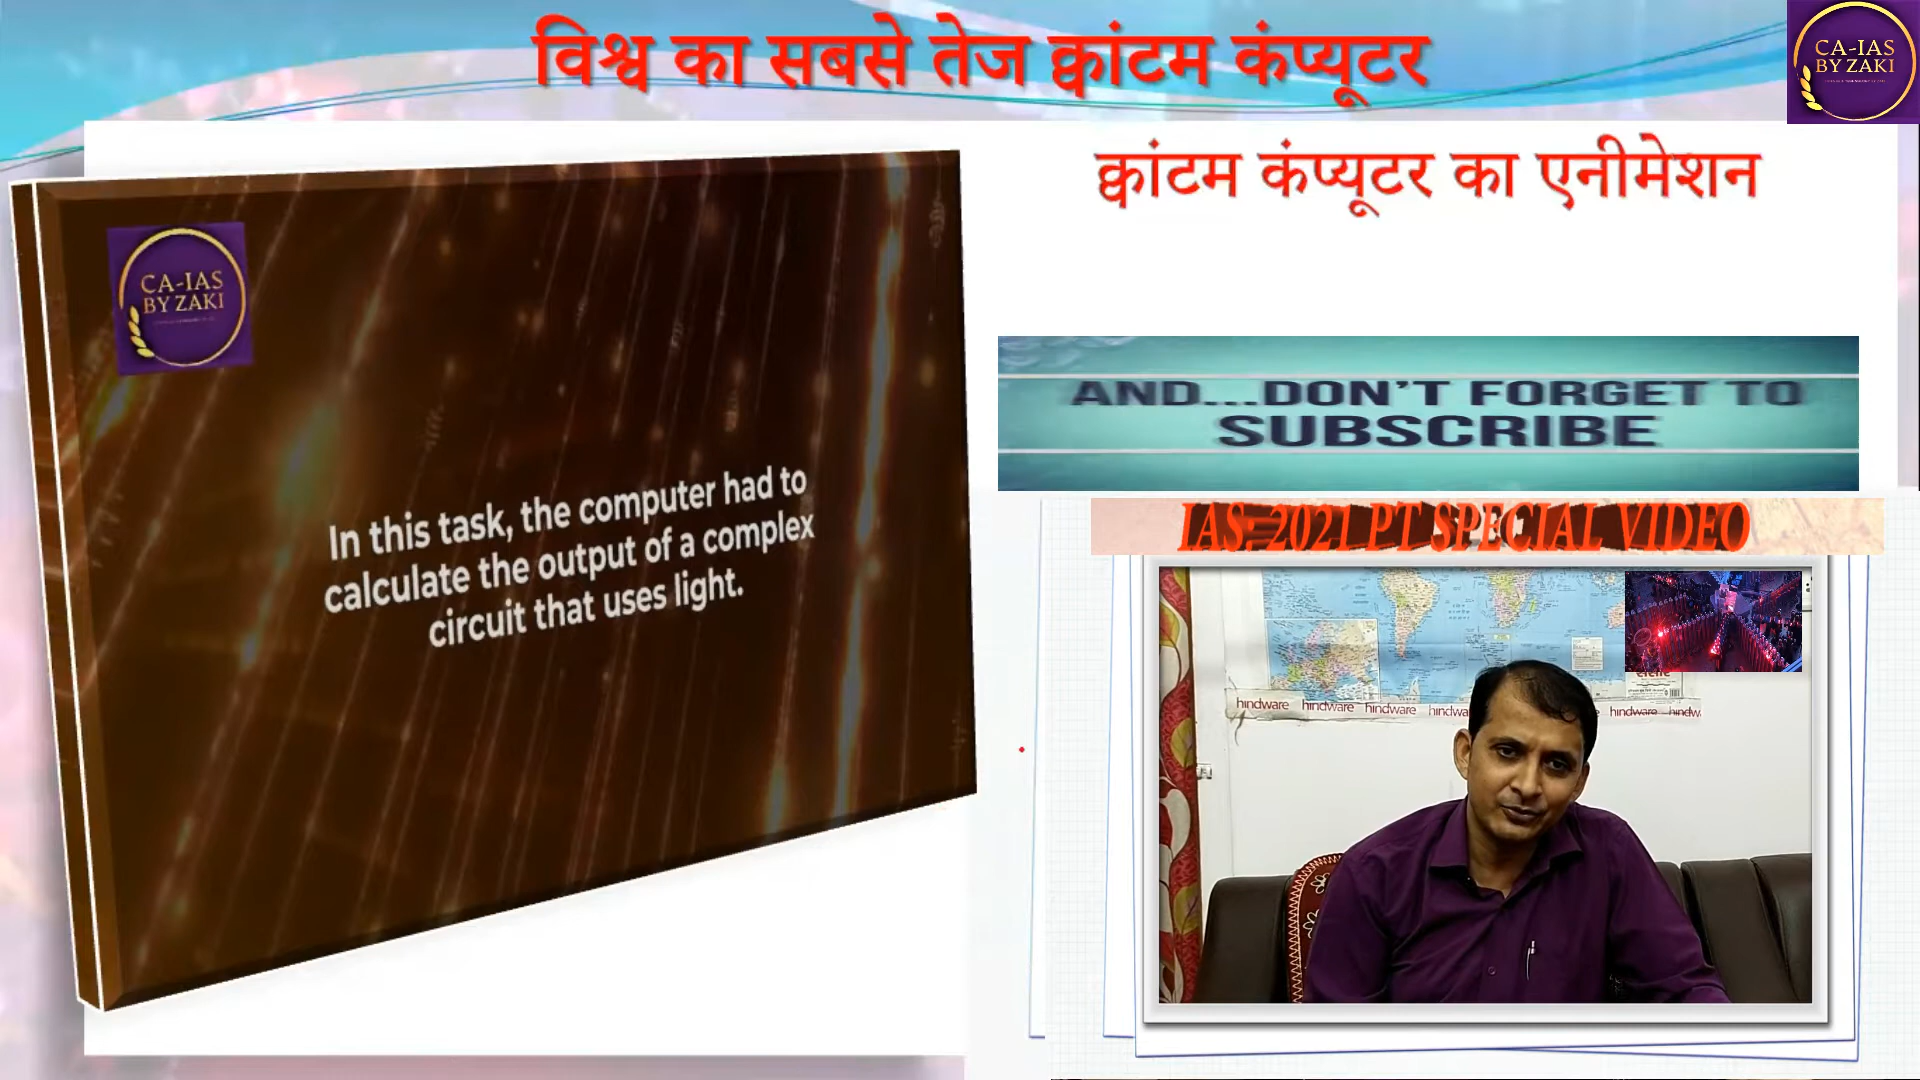 विश्व का सबसे तेज क्वांटम कंप्यूटर
CA-IAS
BY ZAKI
क्वांटम कंप्यूटर का एनीमेशन
CA-IAS
BY ZAKI
In this task, the computer had to
calculate the output of a complex
circuit that uses light.
AND...DON'T FORGET TO
SUBSCRIBE
IAS- 2021 PT SPECIAL VIDEO
hindware hindware hindware hindwa hindware hindw